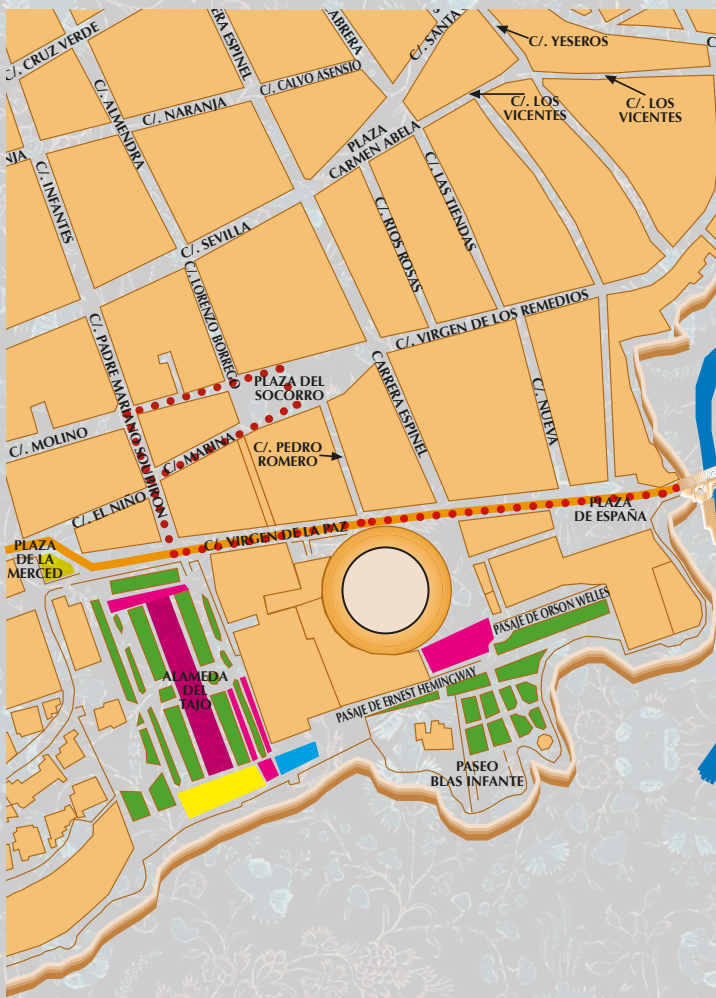 C/. CRUZ VERDE
ERA ESPINEL
ABRERA
C/. SANTA
C/. YESEROS
C/. CALVO ASENSIO
C/. NARANJA
C/. ALMENDRA
C/. LOS
VICENTES
C/. LOS
VICENTES
PLAZA
CARMEN ABELA
NJA
C/. INFANTES
C/. LAS TIENDAS
C/. RIOS ROSAS
C/. SEVILLA
C/. LORENZO BORREGO
C/. VIRGEN DE LOS REMEDIOS
C/. PADRE MARIANO SOUBIRON
PLAZA DEL
SOCORRO
CARRERA ESPINEL
C/. NUEVA
C/. MOLINO
C/. MARINA
C/. PEDRO
ROMERO
C/. EL NIÑO
PLAZA
DE ESPAÑA
C/. VIRGEN DE LA PAZ
PLAZA
DE LA
MERCED
PASAJE DE ORSON WELLES
ALAMEDA
DEL
TAJO
PASAJE DE ERNEST HEMINGWAY
PASEO
BLAS INFANTE